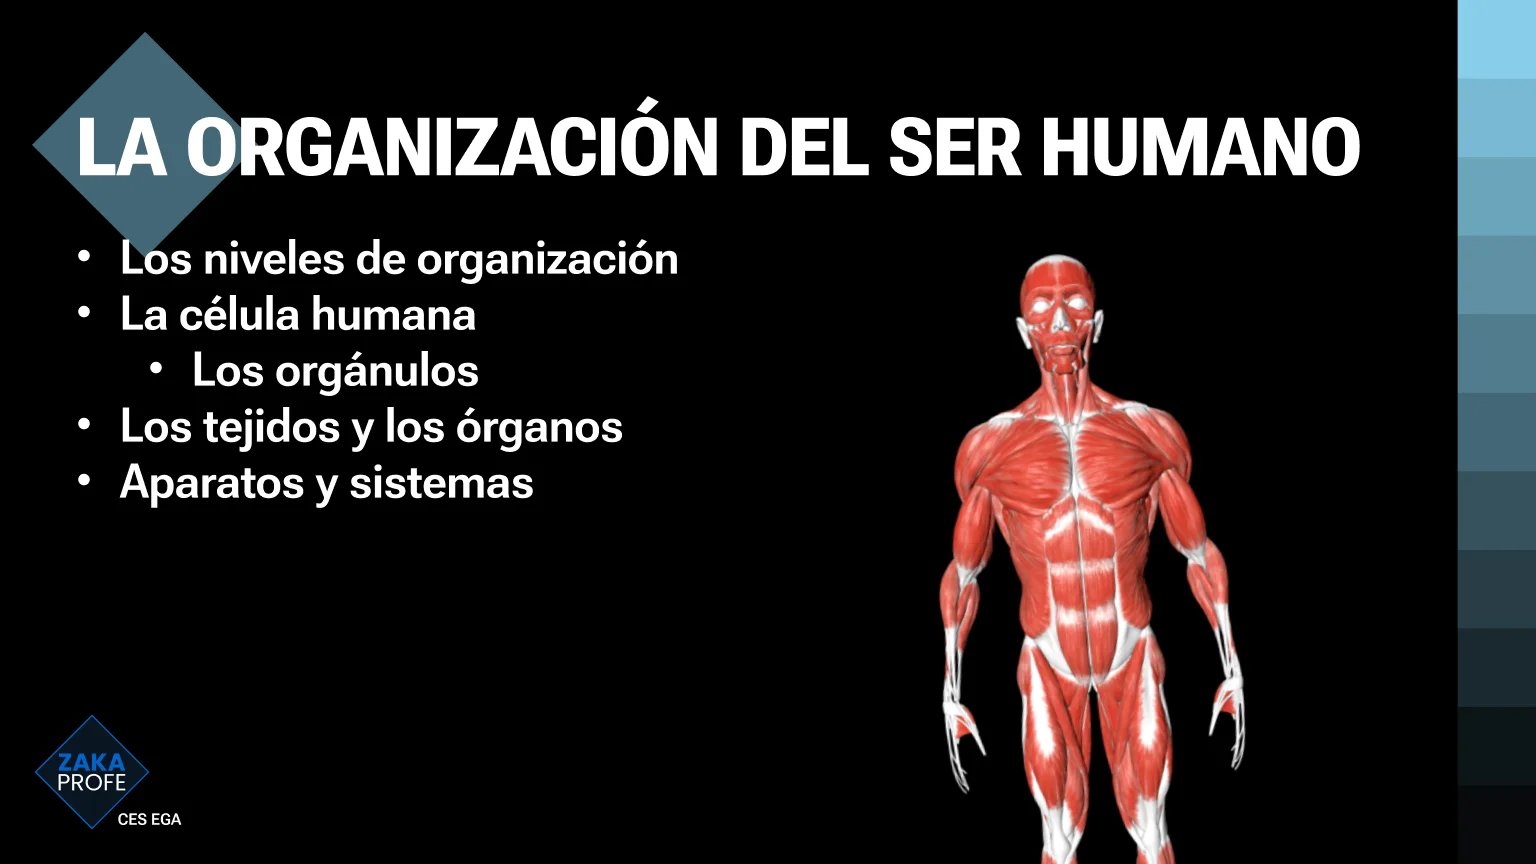 LA ORGANIZACIÓN DEL SER HUMANO
• Los niveles de organización
• La célula humana
• Los orgánulos
• Los tejidos y los órganos
• Aparatos y sistemas
ZAKA
PROFE
CES EGA